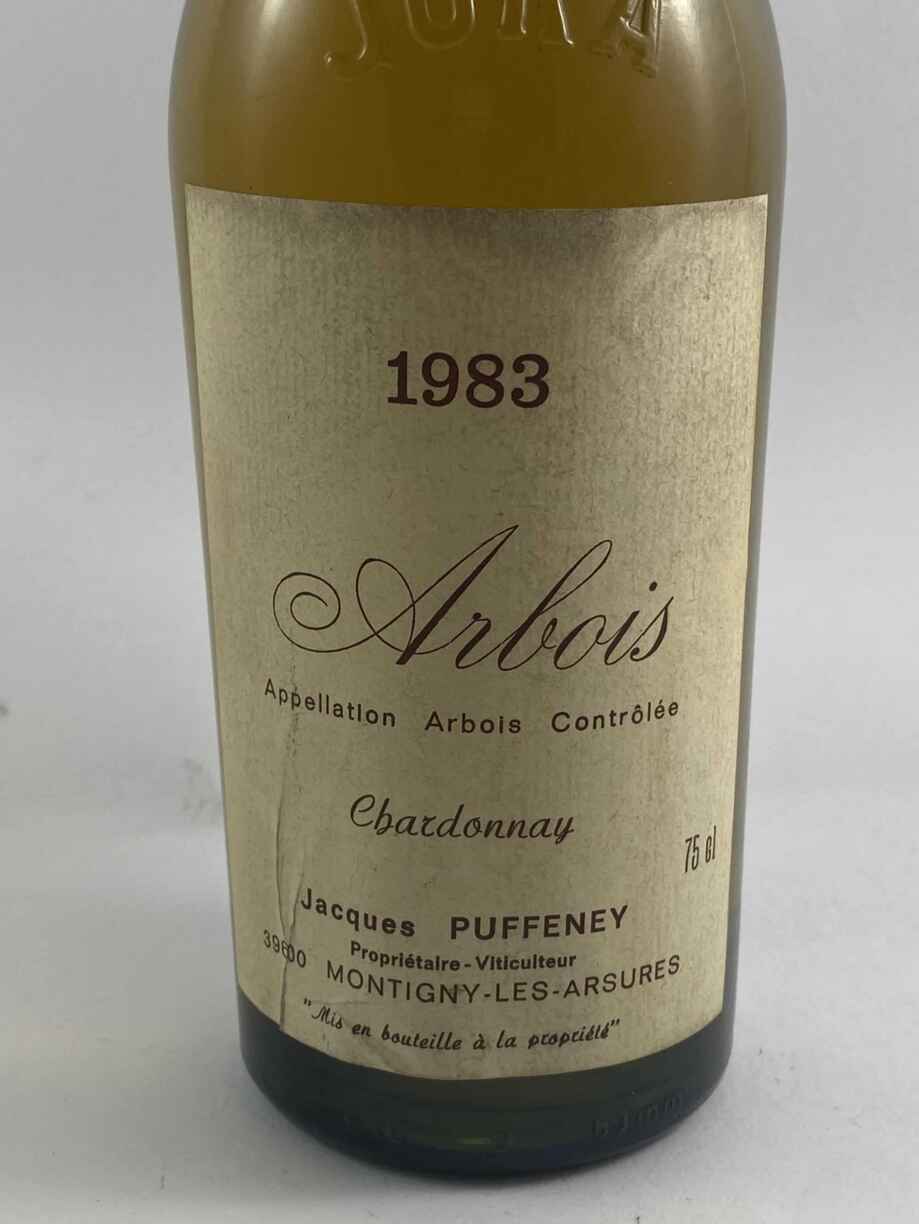 JURA
1983
Arbois
Appellation Arbois Contrôlée
Chardonnay
75 cl
Jacques PUFFENEY
Propriétaire - Viticulteur
39600 MONTIGNY-LES-ARSURES
"Mis en bouteille à la propriété"